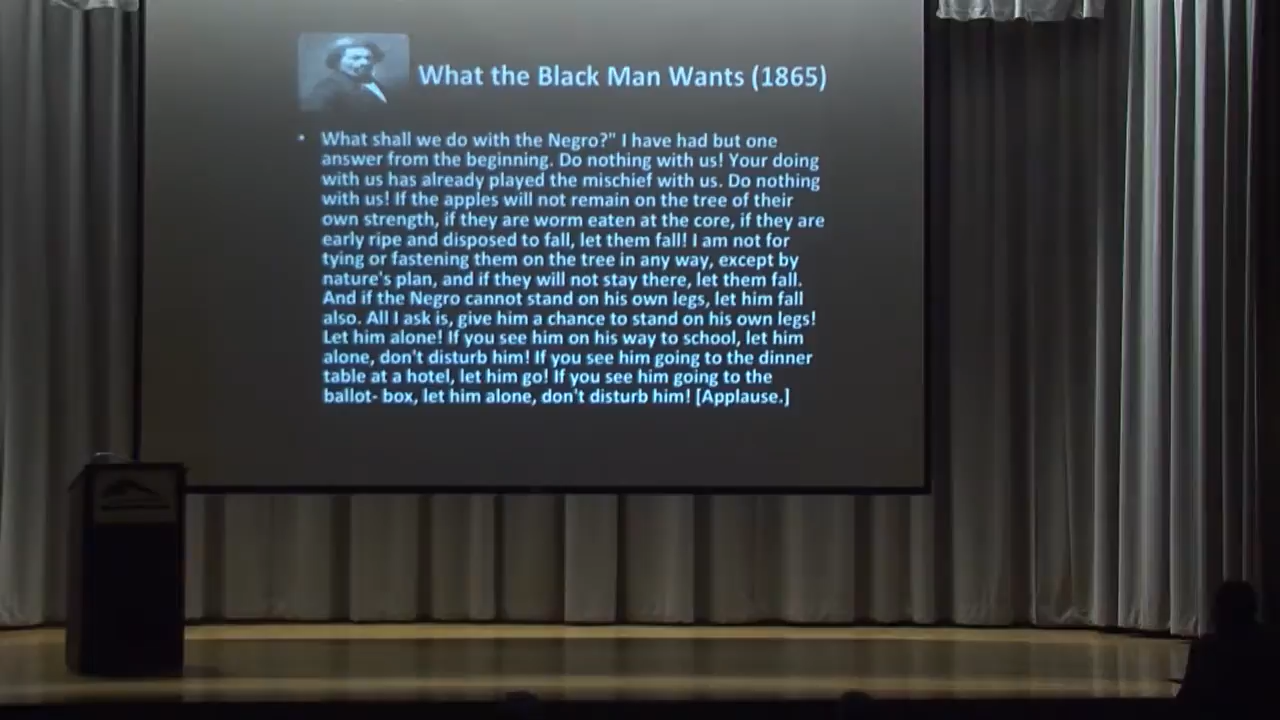 What the Black Man Wants (1865)
• What shall we do with the Negro?" I have had but one
answer from the beginning. Do nothing with us! Your doing
with us has already played the mischief with us. Do nothing
with us! If the apples will not remain on the tree of their
own strength, if they are worm eaten at the core, if they are
early ripe and disposed to fall, let them fall! I am not for
tying or fastening them on the tree in any way, except by
nature's plan, and if they will not stay there, let them fall.
And if the Negro cannot stand on his own legs, let him fall
also. All I ask is, give him a chance to stand on his own legs!
Let him alone! If you see him on his way to school, let him
alone, don't disturb him! If you see him going to the dinner
table at a hotel, let him go! If you see him going to the
ballot- box, let him alone, don't disturb him! [Applause.]